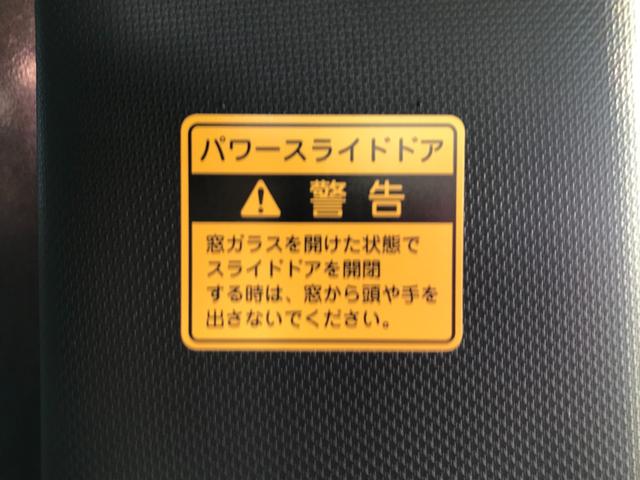 パワースライドドア
警告
窓ガラスを開けた状態で
スライドドアを開閉
する時は、窓から頭や手を
出さないでください。